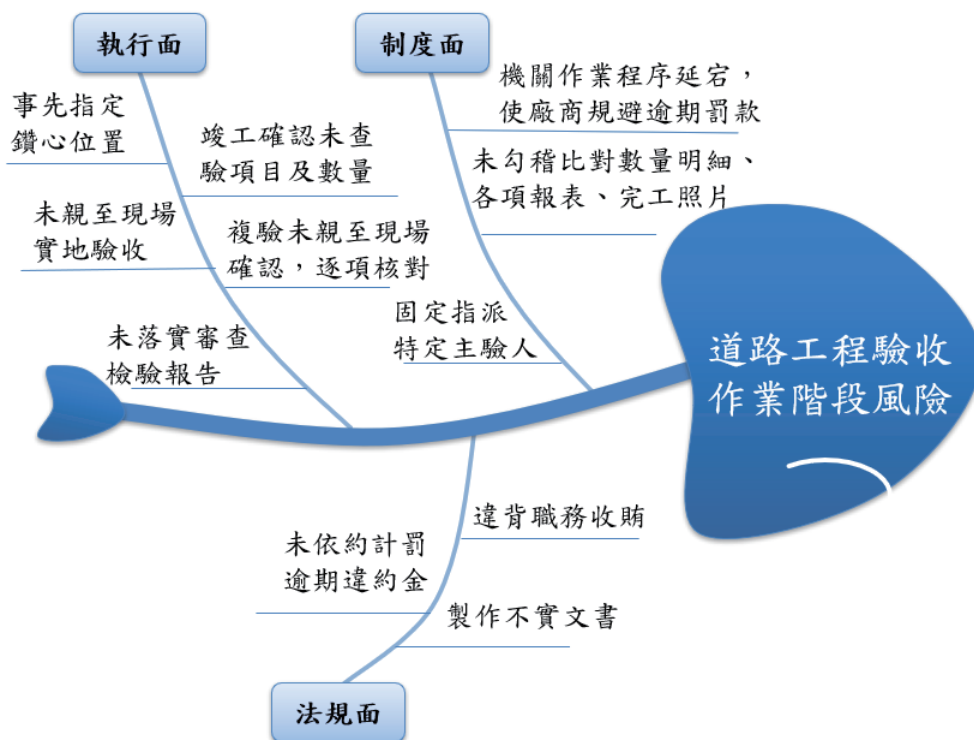 執行面
事先指定
鑽心位置
竣工確認未查
驗項目及數量
未親至現場
實地驗收
複驗未親至現場
確認，逐項核對
未落實審查
檢驗報告
制度面
機關作業程序延宕，
使廠商規避逾期罰款
未勾稽比對數量明細、
各項報表、完工照片
固定指派
特定主驗人
道路工程驗收
作業階段風險
違背職務收賄
未依約計罰
逾期違約金
製作不實文書
法規面